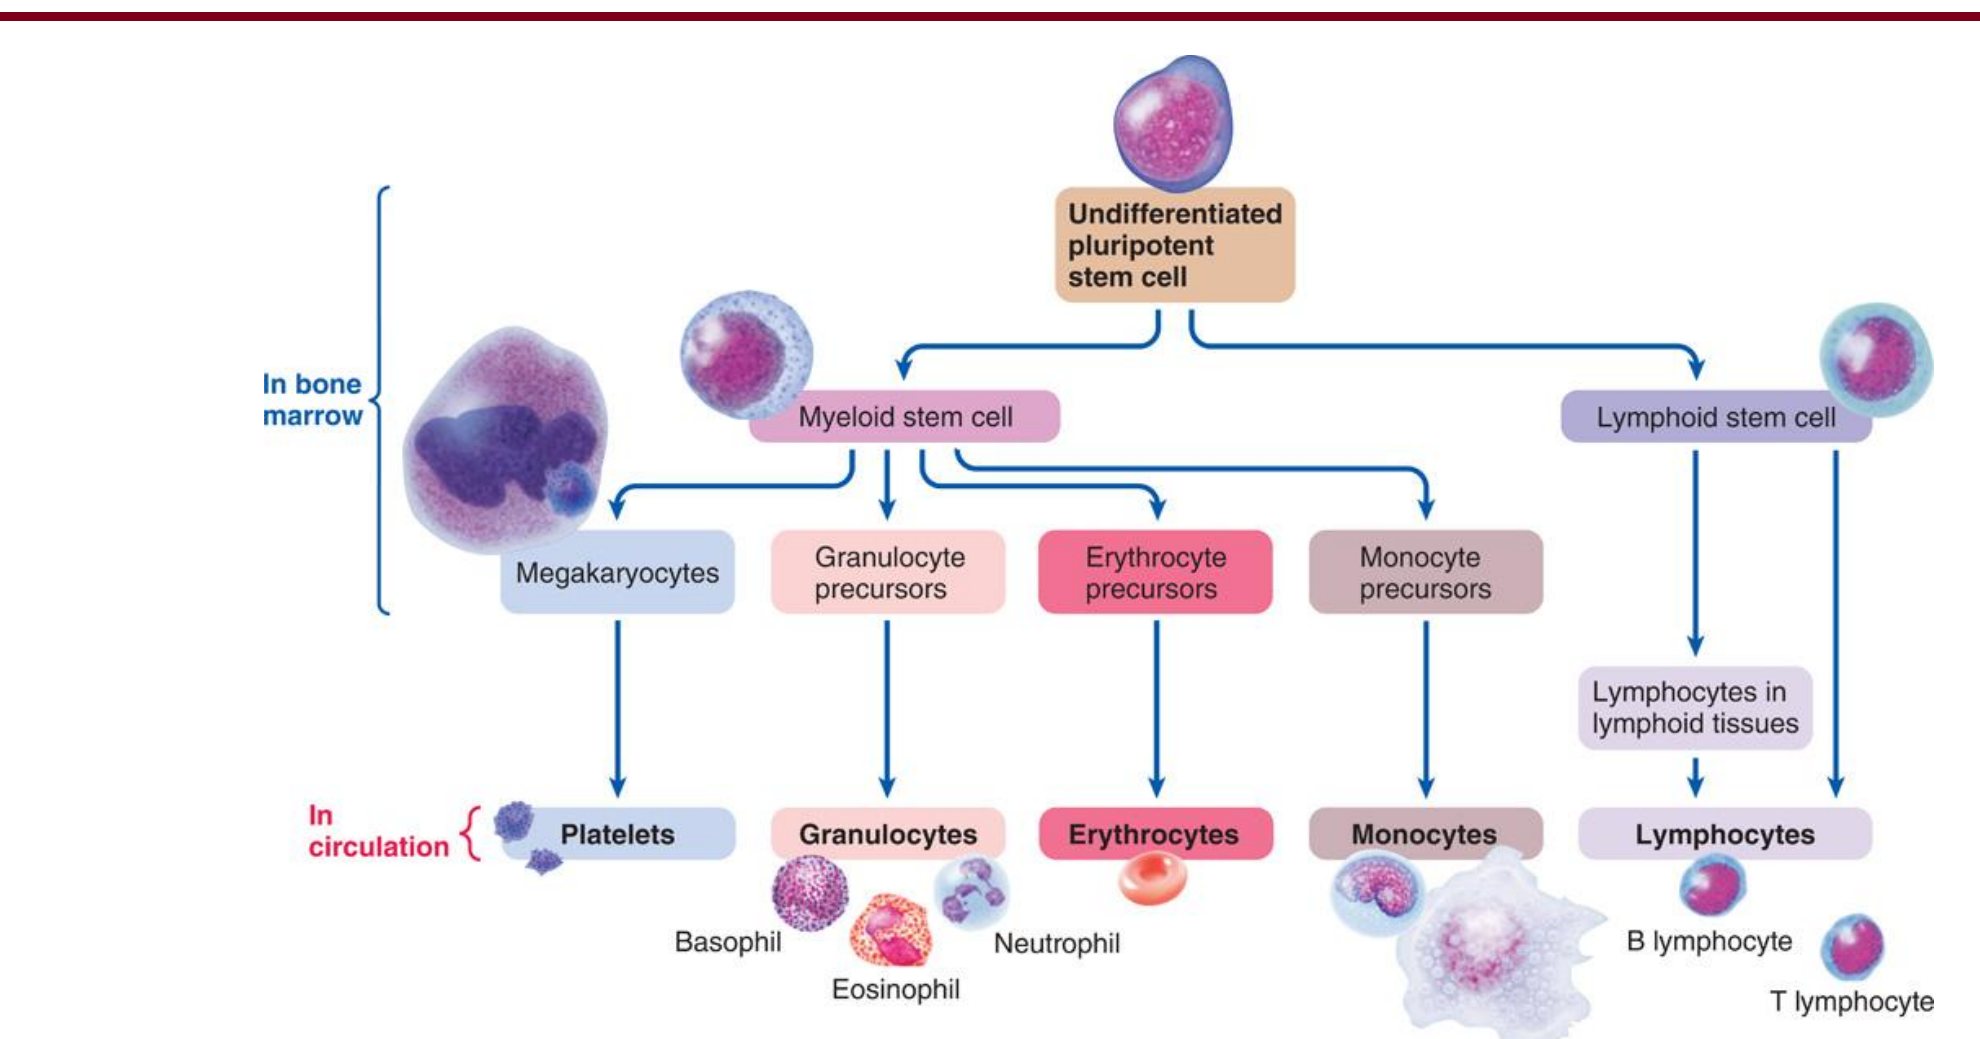 Undifferentiated
pluripotent
stem cell
In bone
marrow
Myeloid stem cell
Lymphoid stem cell
Megakaryocytes
Granulocyte
precursors
Erythrocyte
precursors
Monocyte
precursors
Lymphocytes in
lymphoid tissues
In
circulation
Platelets
Granulocytes
Erythrocytes
Monocytes
Lymphocytes
Basophil
Eosinophil
Neutrophil
B lymphocyte
T lymphocyte